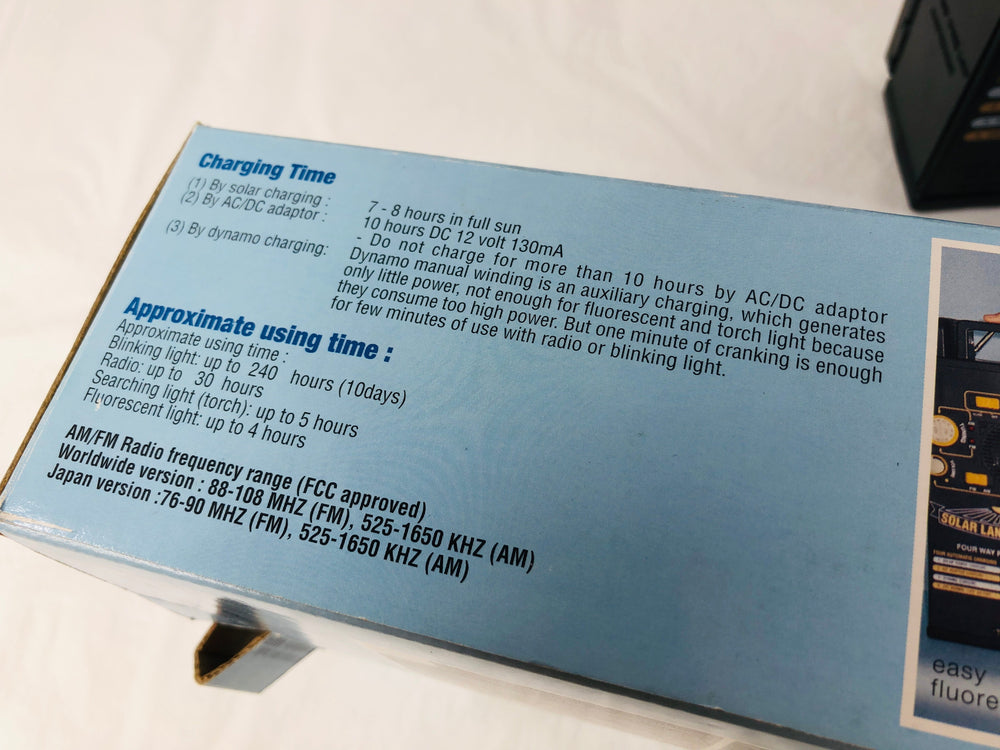 Charging Time
(1) By solar charging : 7 - 8 hours in full sun
(2) By AC/DC adaptor : 10 hours DC 12 volt 130mA
- Do not charge for more than 10 hours by AC/DC adaptor
(3) By dynamo charging: Dynamo manual winding is an auxiliary charging, which generates
only little power, not enough for fluorescent and torch light because
they consume too high power. But one minute of cranking is enough
for few minutes of use with radio or blinking light.
Approximate using time :
Approximate using time :
Blinking light: up to 240 hours (10days)
Radio: up to 30 hours
Searching light (torch): up to 5 hours
Fluorescent light: up to 4 hours
AM/FM Radio frequency range (FCC approved)
Worldwide version : 88-108 MHZ (FM), 525-1650 KHZ (AM)
Japan version :76-90 MHZ (FM), 525-1650 KHZ (AM)
SOLAR LAN
FOUR WAY
easy
fluore